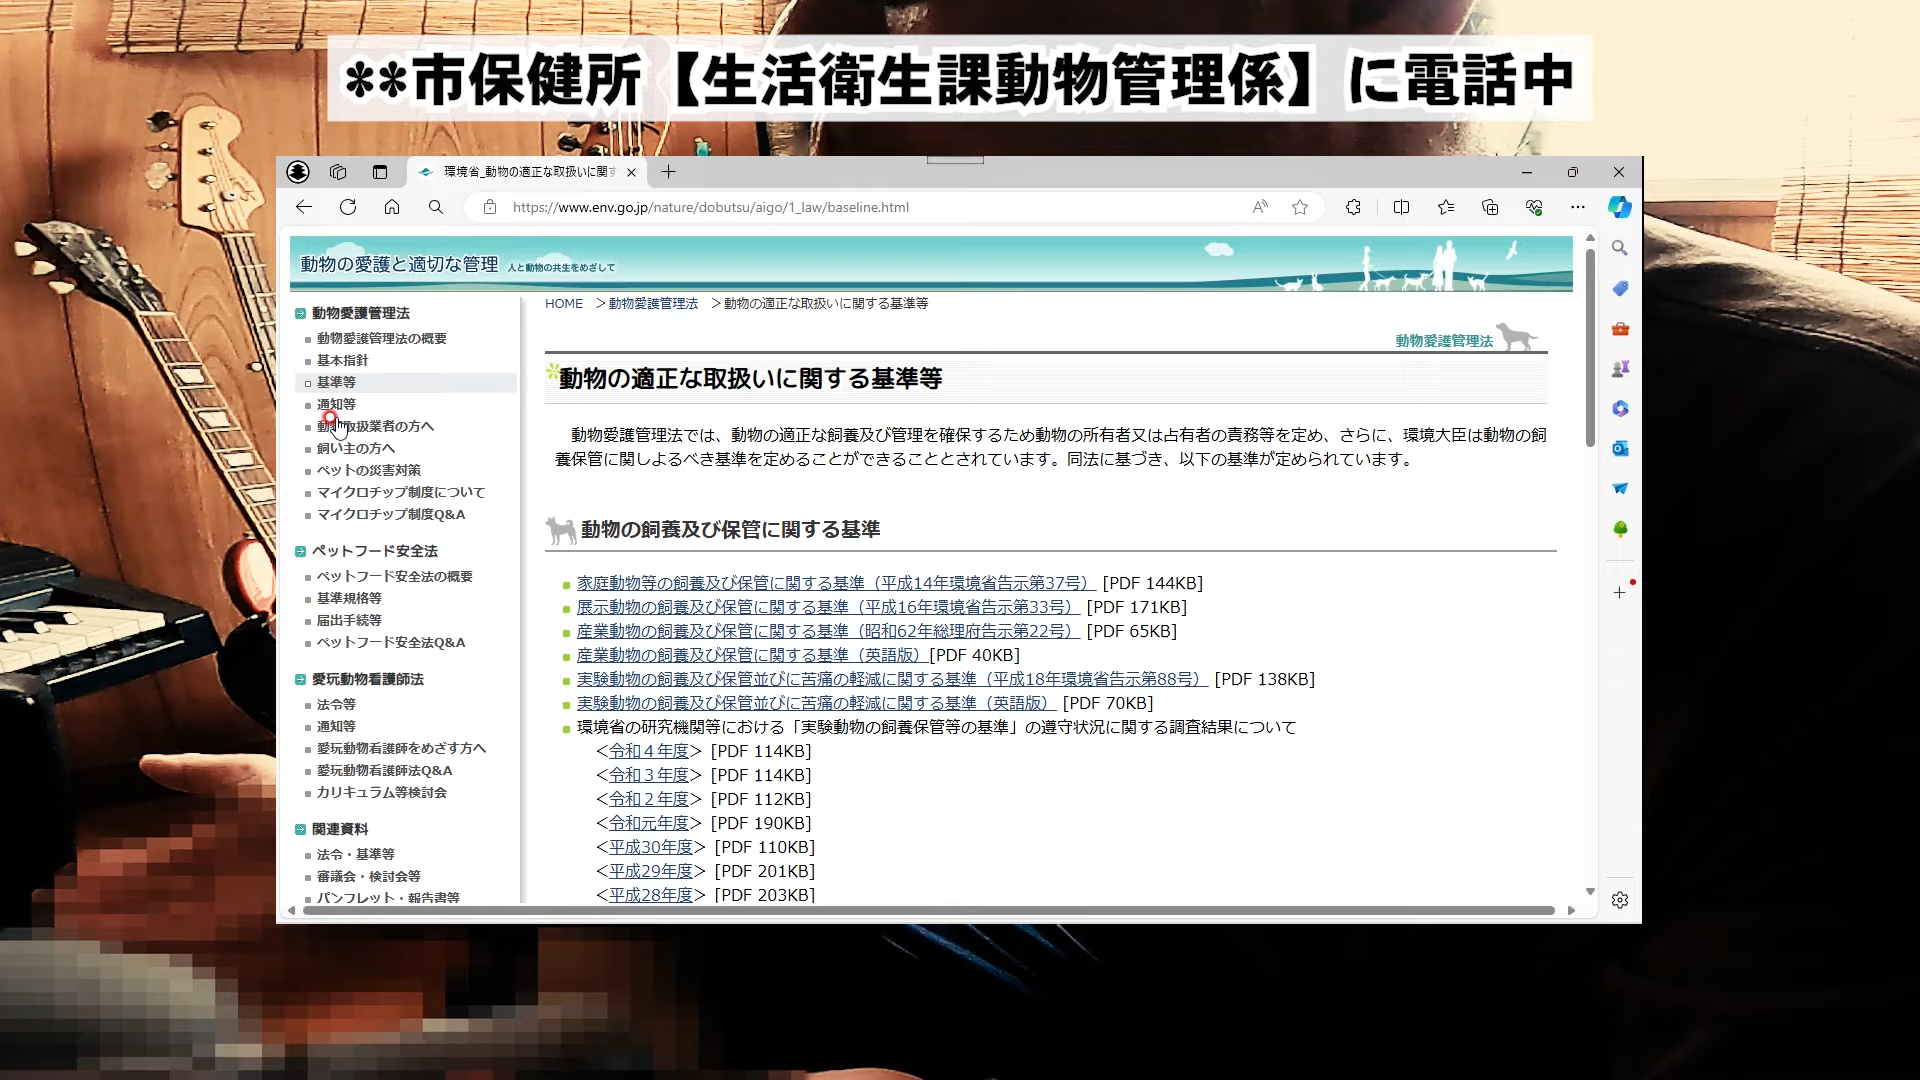 **市保健所【生活衛生課動物管理係】に電話中
環境省_動物の適正な取扱いに関す
https://www.env.go.jp/nature/dobutsu/aigo/1_law/baseline.html
動物の愛護と適切な管理 人と動物の共生をめざして
動物愛護管理法
動物愛護管理法の概要
基本指針
基準等
通知等
取扱業者の方へ
飼い主の方へ
ペットの災害対策
マイクロチップ制度について
マイクロチップ制度Q&A
ペットフード安全法
ペットフード安全法の概要
基準規格等
届出手続等
ペットフード安全法Q&A
愛玩動物看護師法
法令等
通知等
愛玩動物看護師をめざす方へ
愛玩動物看護師法Q&A
カリキュラム等検討会
関連資料
法令・基準等
審議会・検討会等
パンフレット・報告書等
HOME >動物愛護管理法 >動物の適正な取扱いに関する基準等
動物愛護管理法
動物の適正な取扱いに関する基準等
動物愛護管理法では、動物の適正な飼養及び管理を確保するため動物の所有者又は占有者の責務等を定め、さらに、環境大臣は動物の飼
養保管に関しよるべき基準を定めることができることとされています。同法に基づき、以下の基準が定められています。
動物の飼養及び保管に関する基準
家庭動物等の飼養及び保管に関する基準（平成14年環境省告示第37号） [PDF 144KB]
展示動物の飼養及び保管に関する基準（平成16年環境省告示第33号） [PDF 171KB]
産業動物の飼養及び保管に関する基準（昭和62年総理府告示第22号） [PDF 65KB]
産業動物の飼養及び保管に関する基準（英語版）[PDF 40KB]
実験動物の飼養及び保管並びに苦痛の軽減に関する基準（平成18年環境省告示第88号） [PDF 138KB]
実験動物の飼養及び保管並びに苦痛の軽減に関する基準（英語版） [PDF 70KB]
環境省の研究機関等における「実験動物の飼養保管等の基準」の遵守状況に関する調査結果について
＜令和４年度＞ [PDF 114KB]
＜令和３年度＞ [PDF 114KB]
＜令和２年度＞ [PDF 112KB]
＜令和元年度＞ [PDF 190KB]
＜平成30年度＞ [PDF 110KB]
＜平成29年度＞ [PDF 201KB]
＜平成28年度＞ [PDF 203KB]